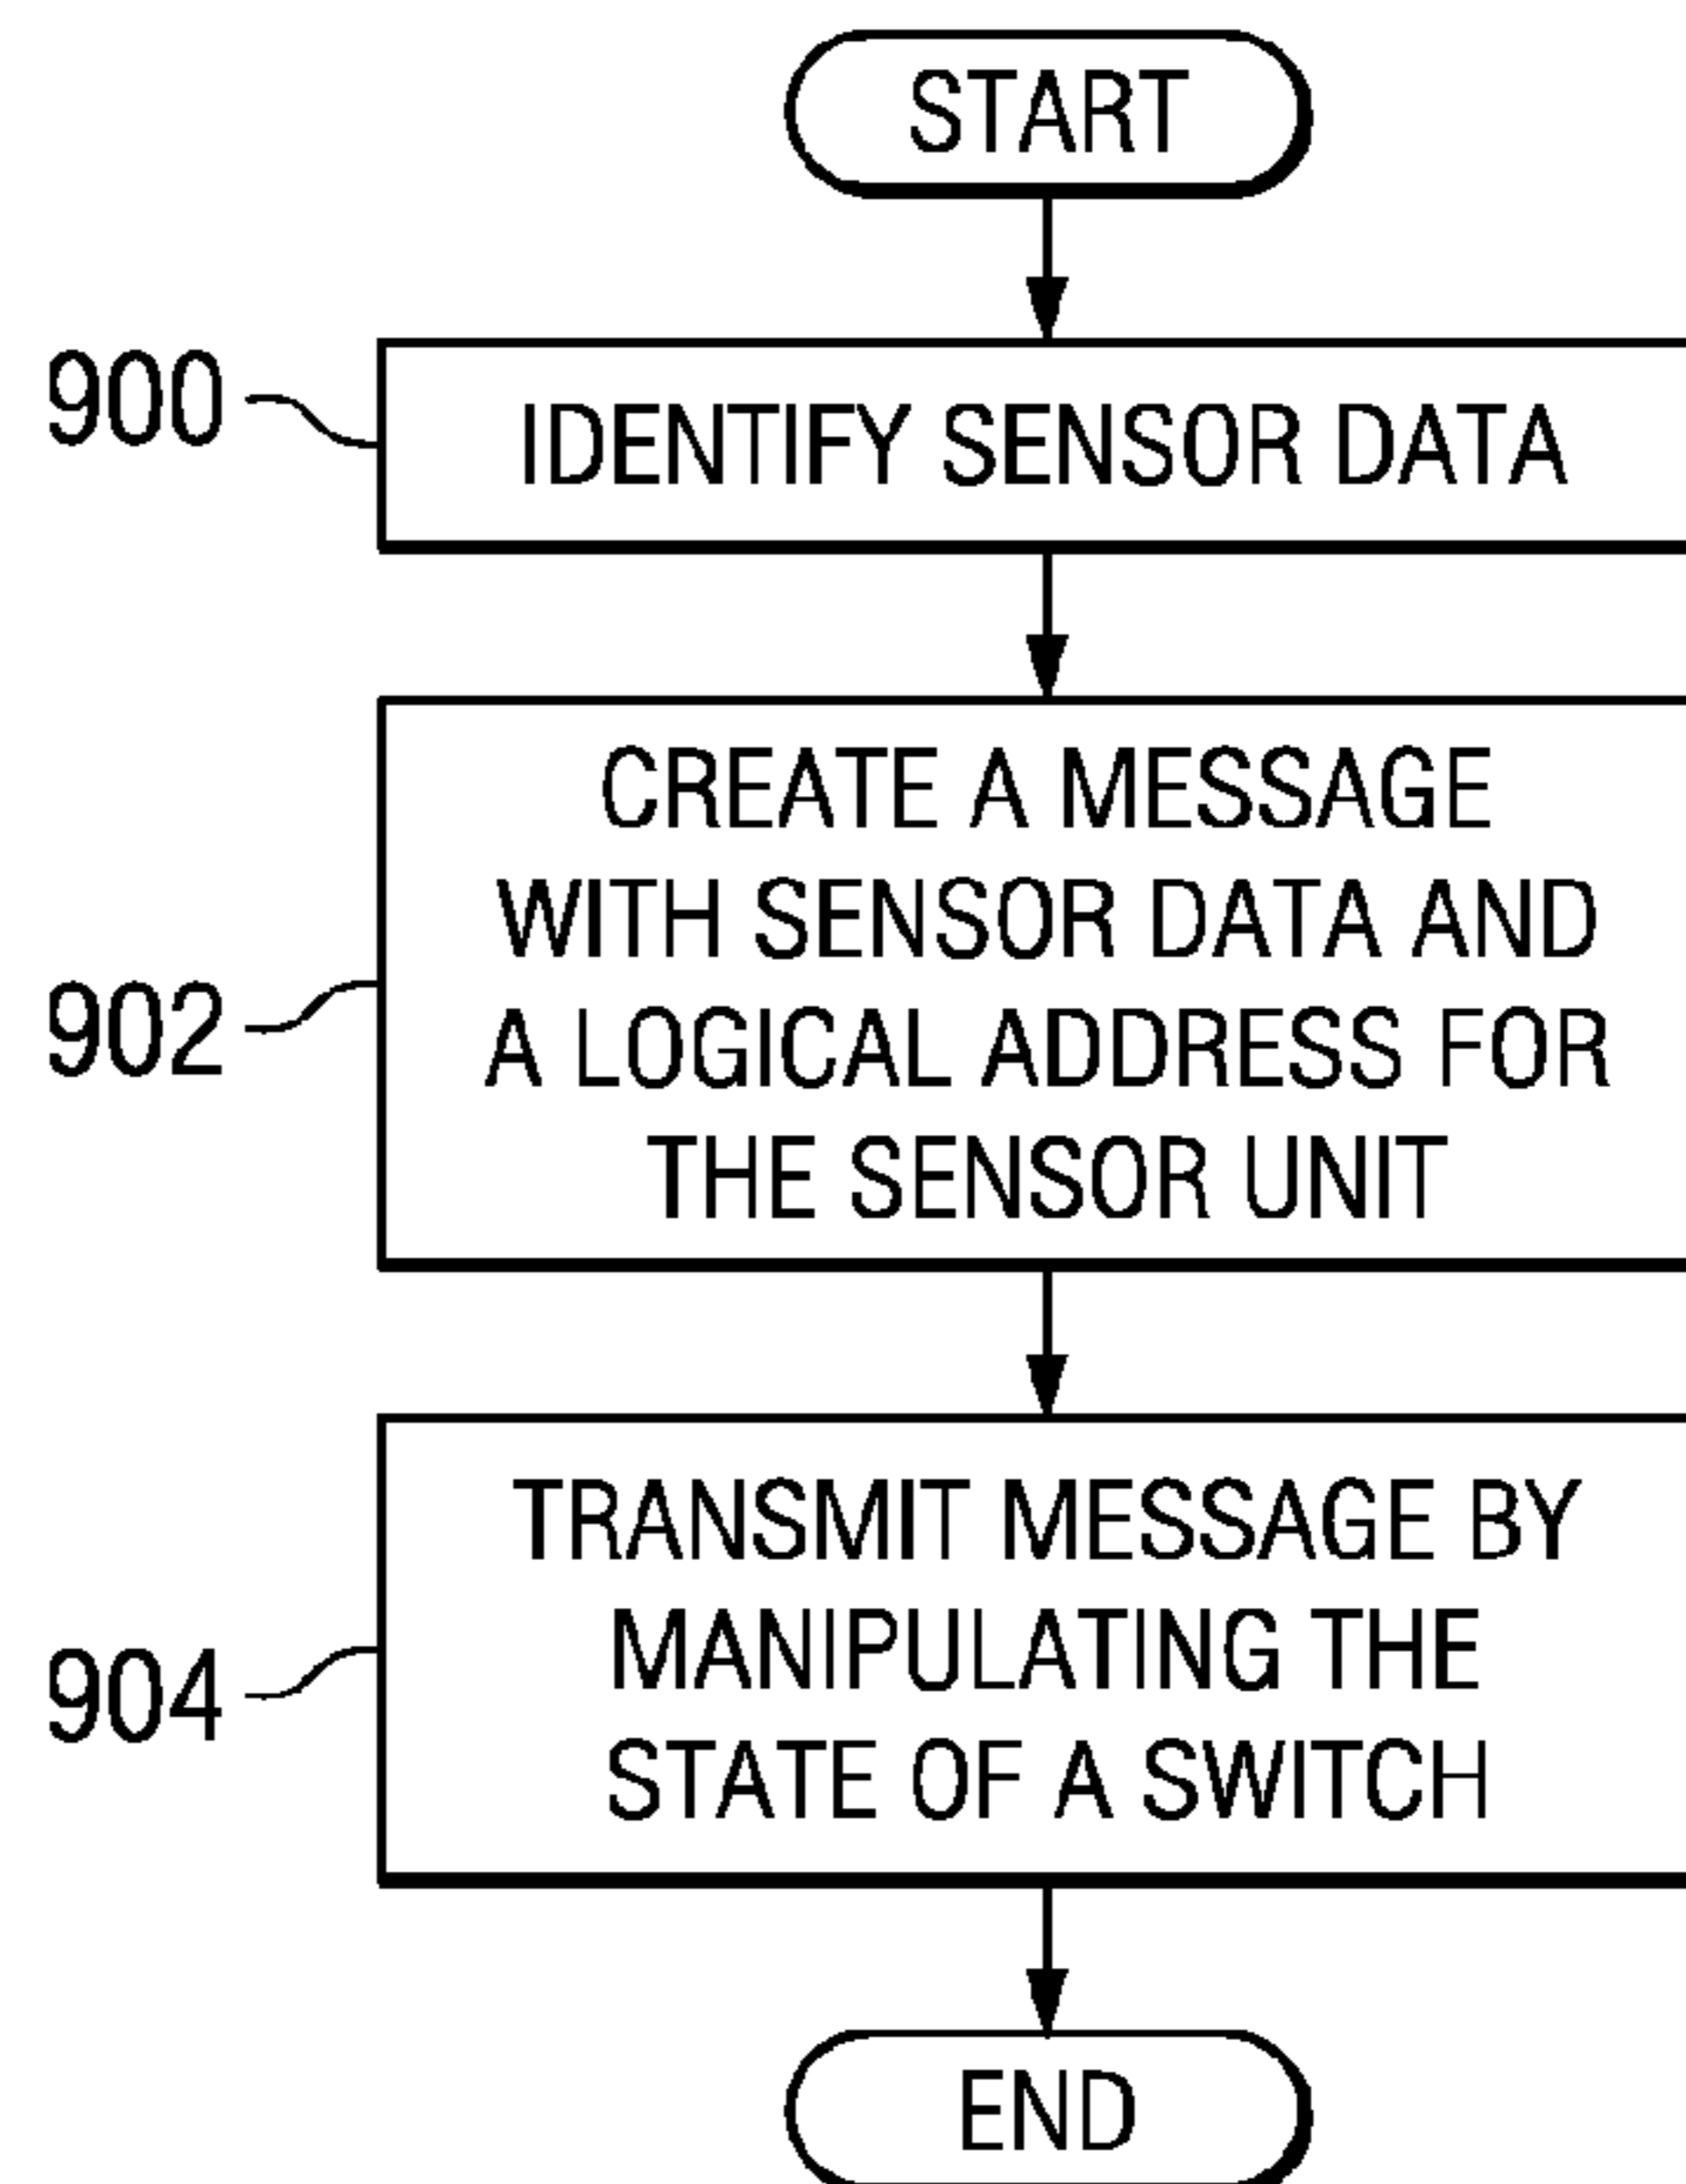 START
900
IDENTIFY SENSOR DATA
902
CREATE A MESSAGE
WITH SENSOR DATA AND
A LOGICAL ADDRESS FOR
THE SENSOR UNIT
904
TRANSMIT MESSAGE BY
MANIPULATING THE
STATE OF A SWITCH
END